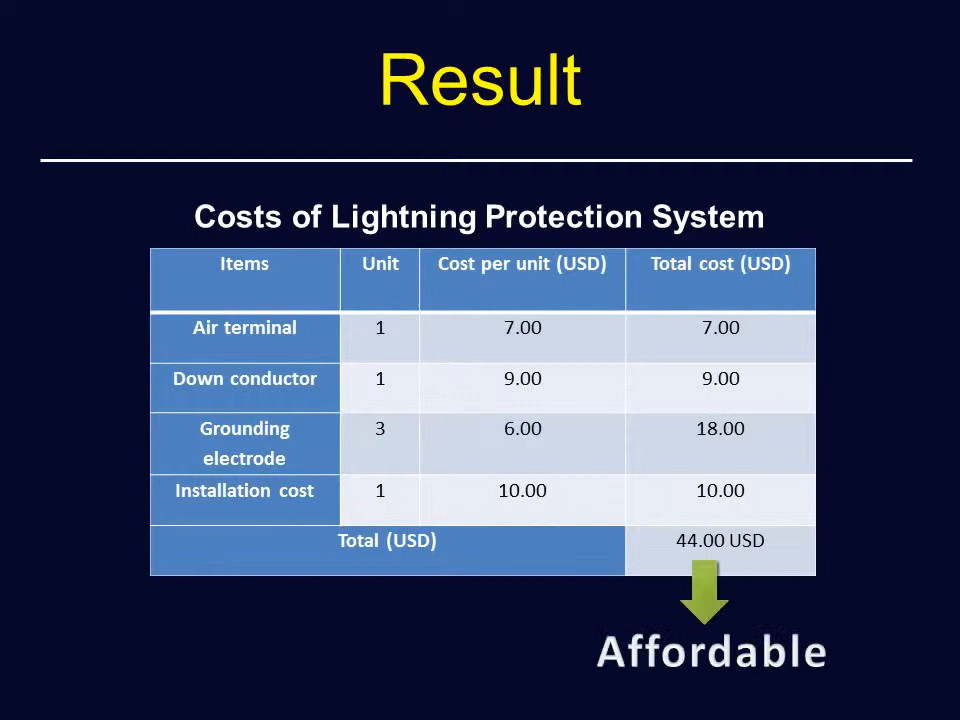 Result
Costs of Lightning Protection System
Items Unit Cost per unit (USD) Total cost (USD)
Air terminal 1 7.00 7.00
Down conductor 1 9.00 9.00
Grounding 3 6.00 18.00
electrode
Installation cost 1 10.00 10.00
Total (USD) 44.00 USD
Affordable